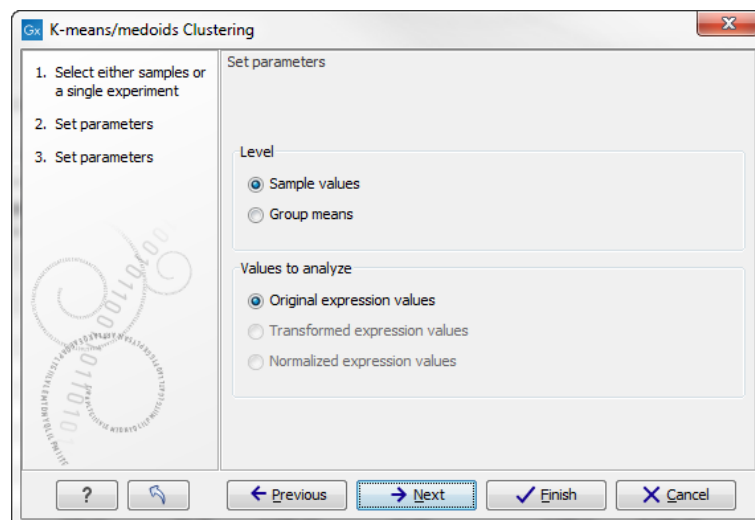 Gx K-means/medoids Clustering
X
1. Select either samples or
a single experiment
2. Set parameters
3. Set parameters
Set parameters
Level
Sample values
Group means
Values to analyze
Original expression values
Transformed expression values
Normalized expression values
? Previous Next Finish Cancel